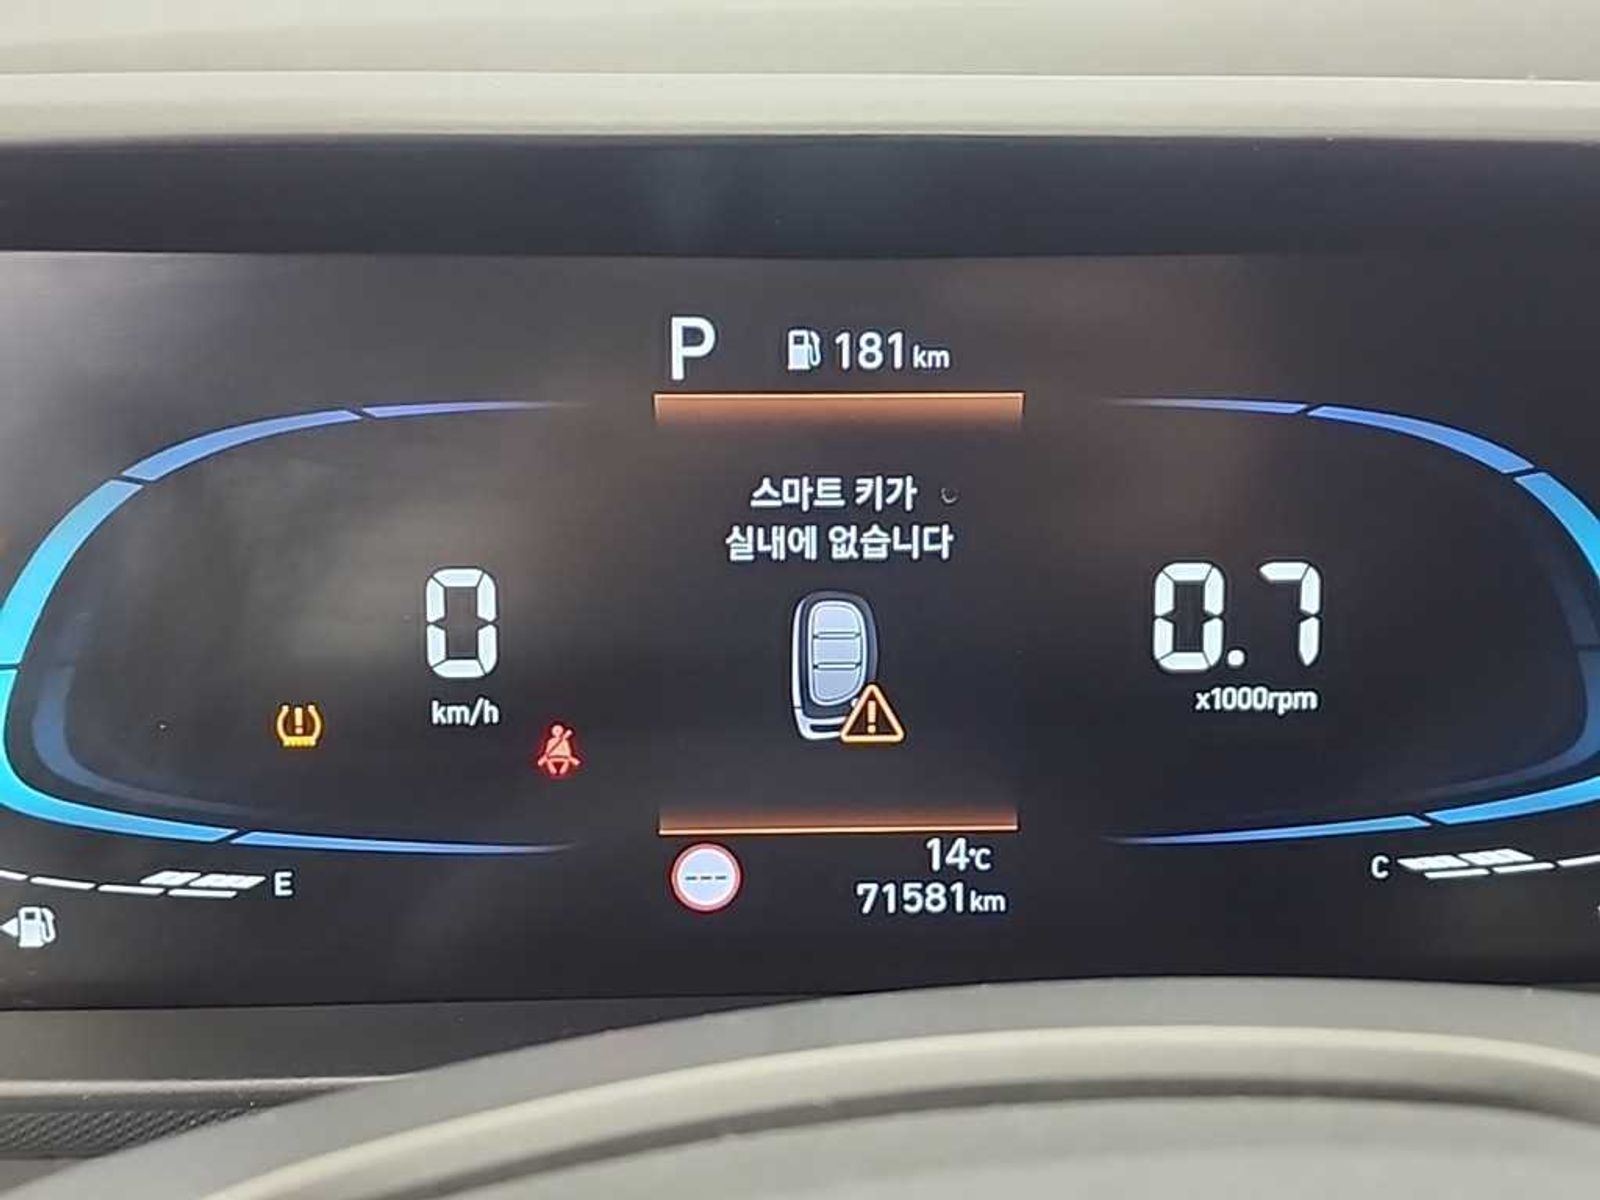 P 181km
스마트 키가
실내에 없습니다
0 0.7
km/h x1000rpm
14℃
E C
71581km